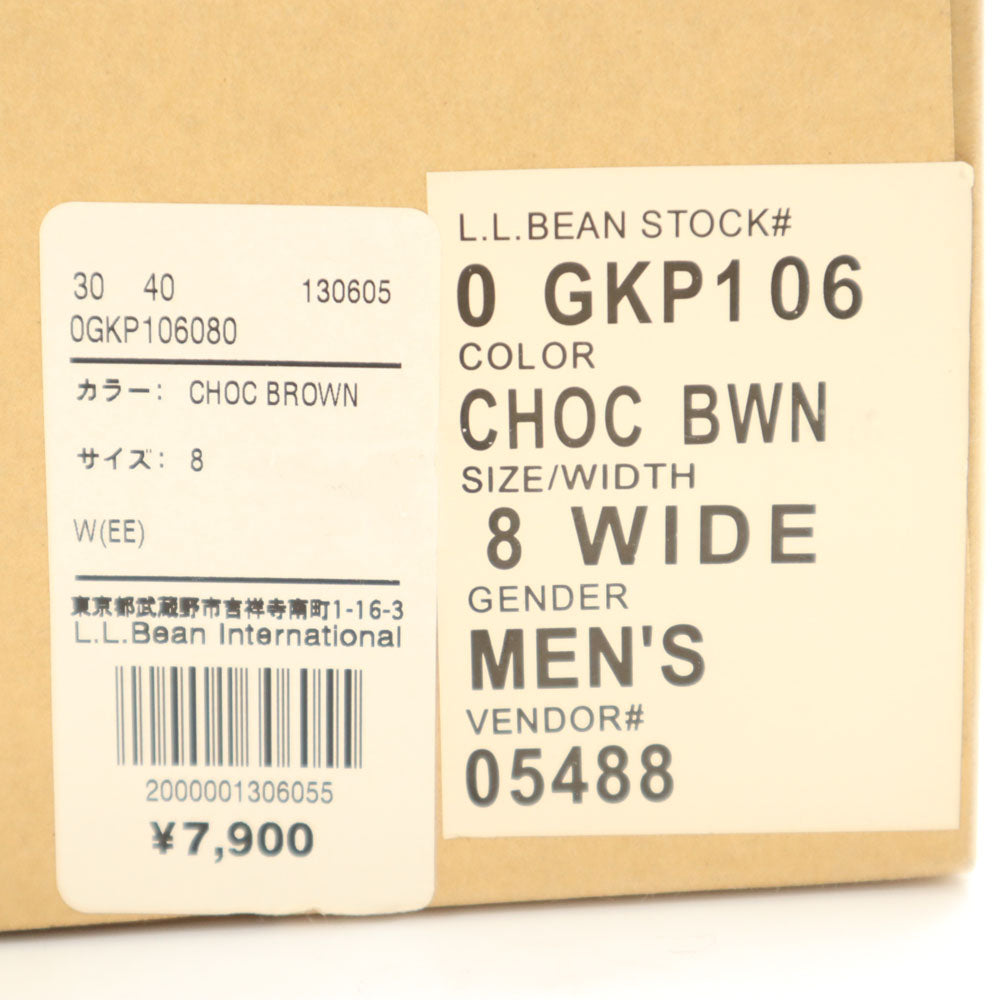 30 40 130605
0GKP106080
カラー: CHOC BROWN
サイズ: 8
W(EE)
東京都武蔵野市吉祥寺南町1-16-3
L.L.Bean International
2000001306055
¥7,900
L.L.BEAN STOCK#
0 GKP106
COLOR
CHOC BWN
SIZE/WIDTH
8 WIDE
GENDER
MEN'S
VENDOR#
05488